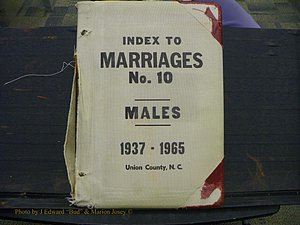 INDEX TO
MARRIAGES
No. 10
MALES
1937 - 1965
Union County, N. C.
Photo by J Edward "Bud" & Marion Josey ©